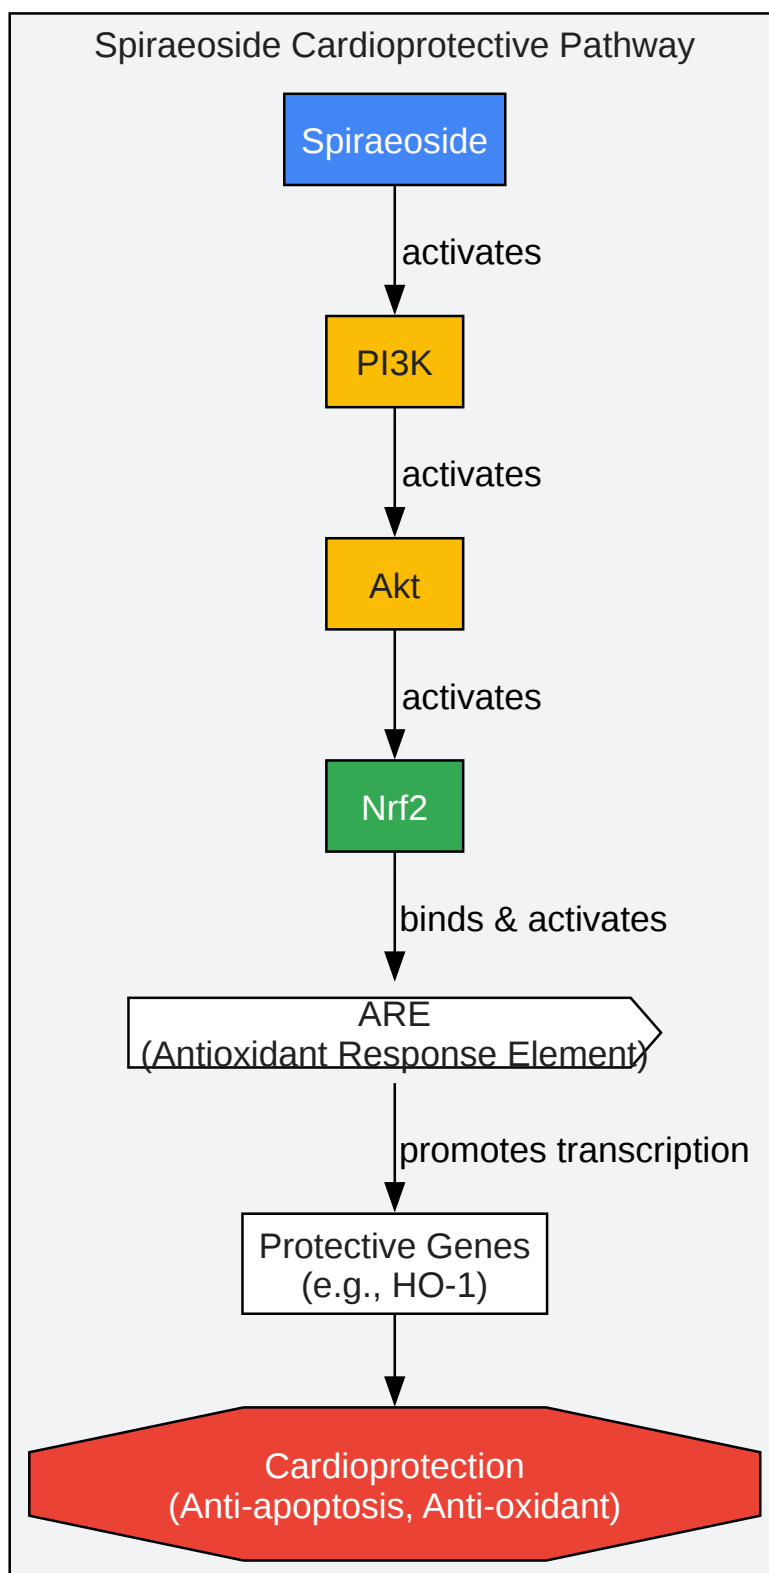 Spiraeoside Cardioprotective Pathway
Spiraeoside
activates
PI3K
activates
Akt
activates
Nrf2
binds & activates
ARE
(Antioxidant Response Element)
promotes transcription
Protective Genes
(e.g., HO-1)
Cardioprotection
(Anti-apoptosis, Anti-oxidant)